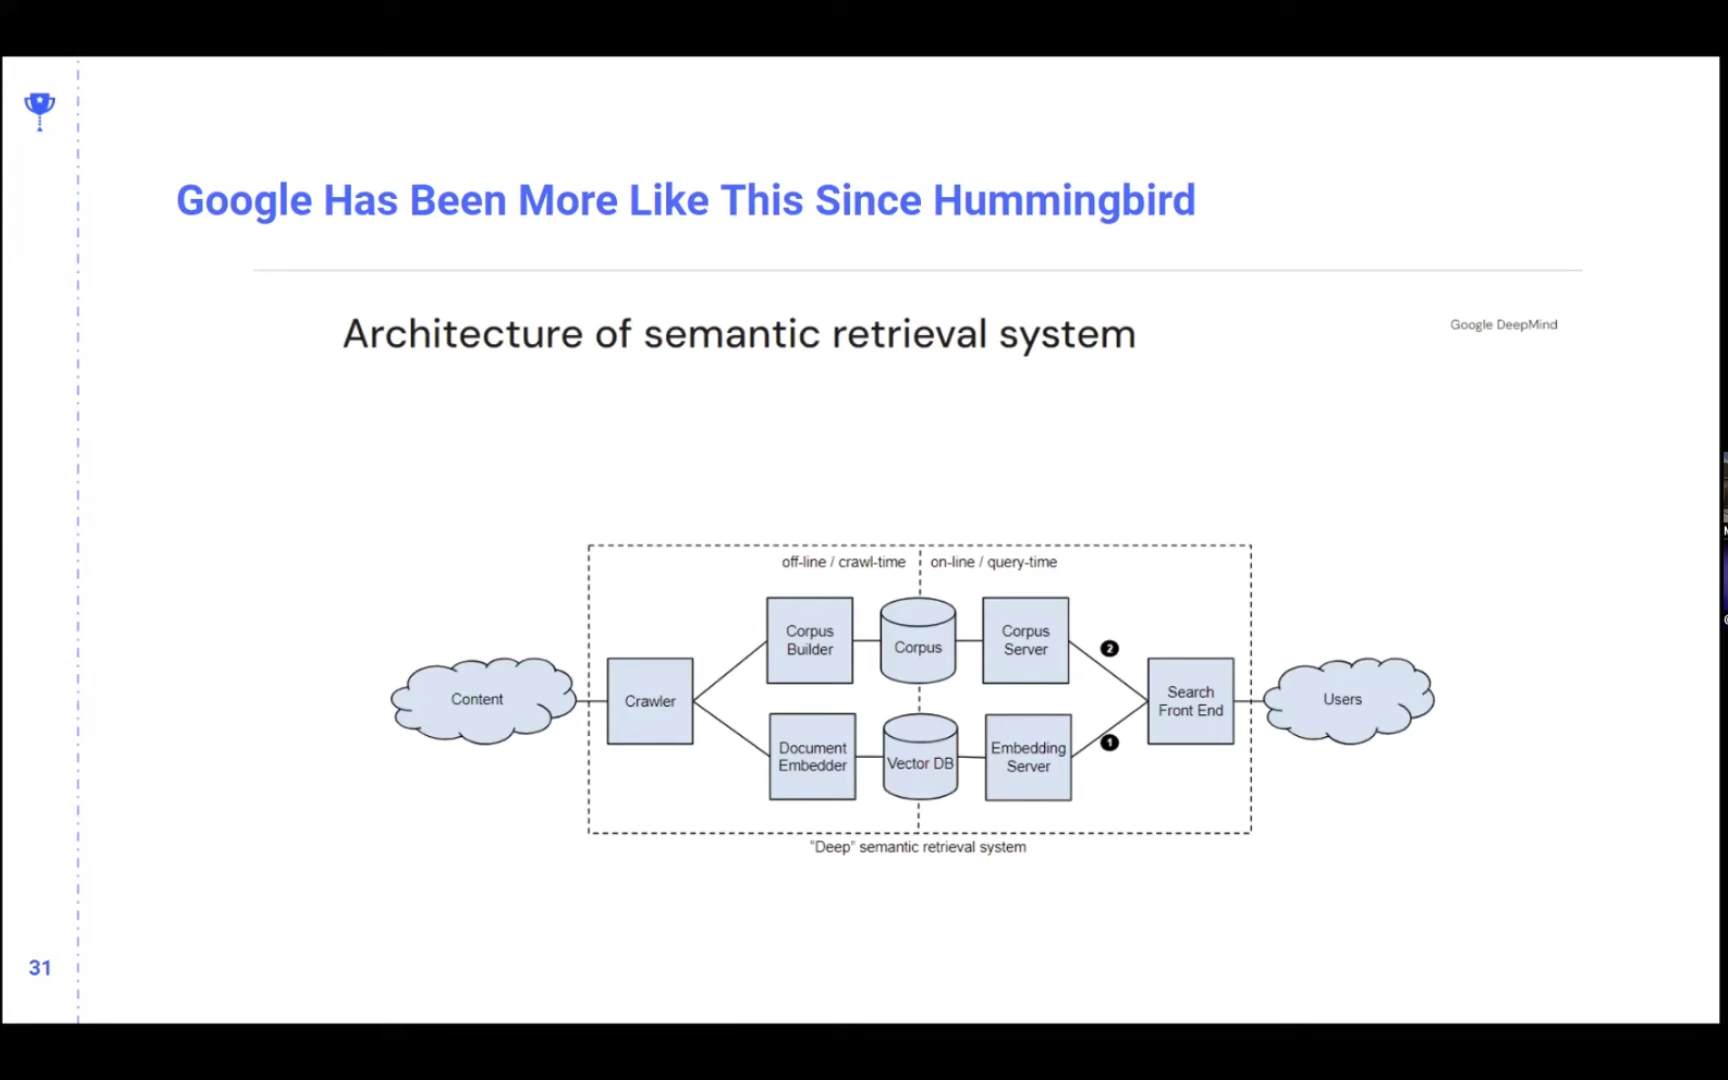 Google Has Been More Like This Since Hummingbird
Architecture of semantic retrieval system
Google DeepMind
off-line / crawl-time
on-line / query-time
Content
Crawler
Corpus
Builder
Corpus
Corpus
Server
2
Document
Embedder
Vector DB
Embedding
Server
1
Search
Front End
Users
"Deep" semantic retrieval system
31